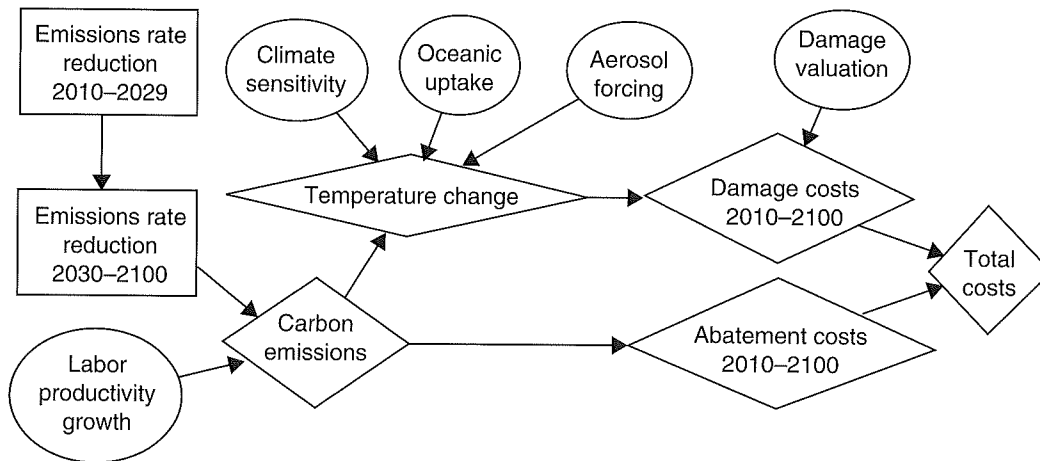 Emissions rate
reduction
2010–2029
Climate
sensitivity
Oceanic
uptake
Aerosol
forcing
Damage
valuation
Emissions rate
reduction
2030–2100
Temperature change
Damage costs
2010–2100
Total
costs
Carbon
emissions
Abatement costs
2010–2100
Labor
productivity
growth